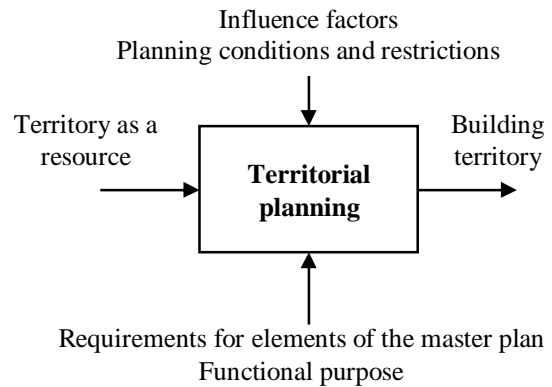 Influence factors
Planning conditions and restrictions
Territory as a
resource
Territorial
planning
Building
territory
Requirements for elements of the master plan
Functional purpose